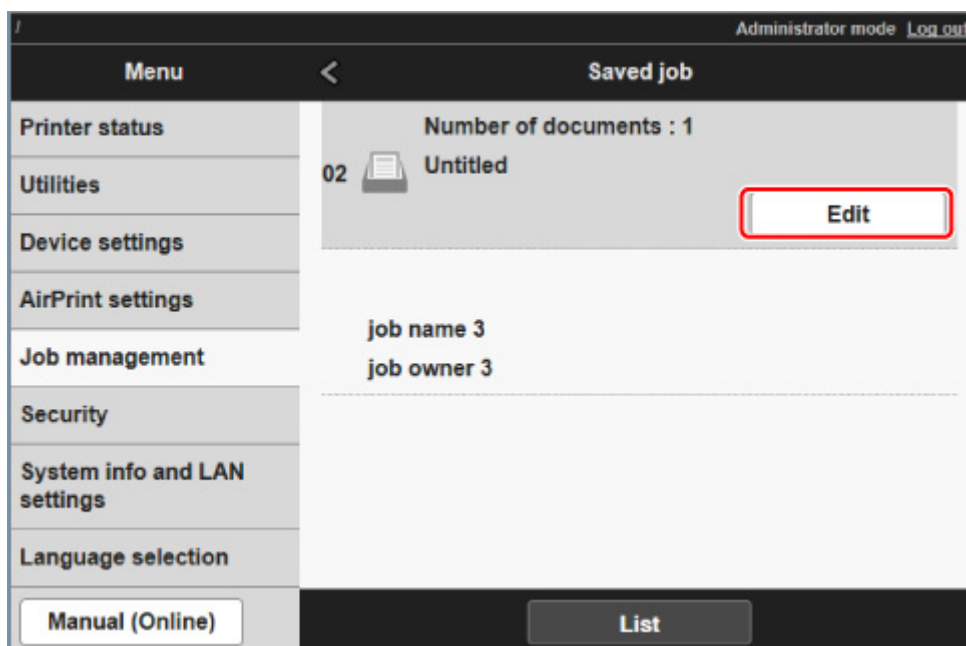 /
Administrator mode Log out
Menu
<
Saved job
Printer status
Utilities
Device settings
AirPrint settings
Job management
Security
System info and LAN
settings
Language selection
Manual (Online)
Number of documents : 1
02
Untitled
Edit
job name 3
job owner 3
List